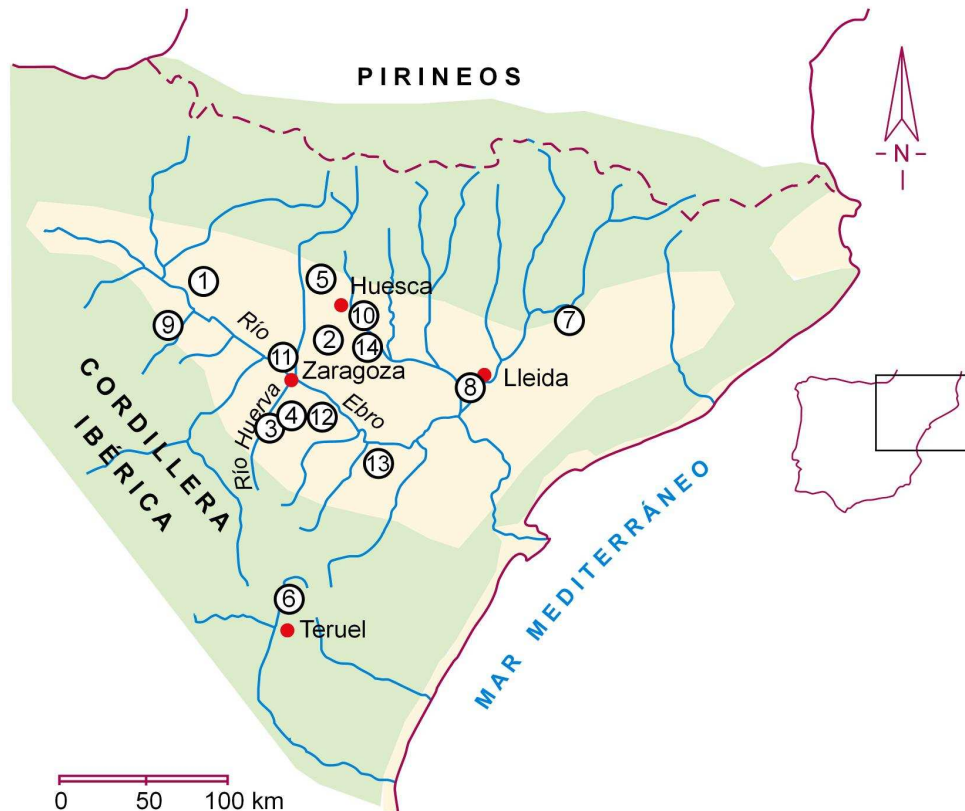 PIRINEOS
N
1
5
Huesca
9
10
7
Río
2
14
11
Zaragoza
Lleida
8
CORDILLERA
IBÉRICA
Río Huerva
3
4
12
Ebro
13
MAR MEDITERRÁNEO
6
Teruel
0 50 100 km